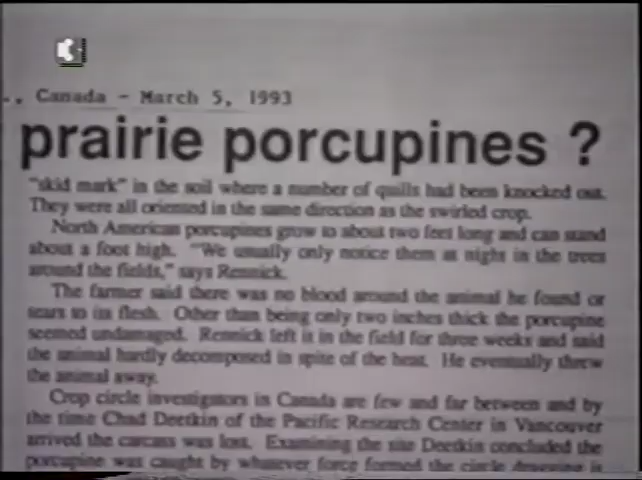 ., Canada - March 5, 1993
prairie porcupines ?
"skid mark" in the soil where a number of quills had been knocked out.
They were all oriented in the same direction as the swirled crop.
North American porcupines grow to about two feet long and can stand
about a foot high. "We usually only notice them at night in the trees
around the fields," says Rennick.
The farmer said there was no blood around the animal he found or
tears to its flesh. Other than being only two inches thick the porcupine
seemed undamaged. Rennick left it in the field for three weeks and said
the animal hardly decomposed in spite of the heat. He eventually threw
the animal away.
Crop circle investigators in Canada are few and far between and by
the time Chad Deetkin of the Pacific Research Center in Vancouver
arrived the carcass was lost. Examining the site Deetkin concluded the
porcupine was caught by whatever force formed the circle